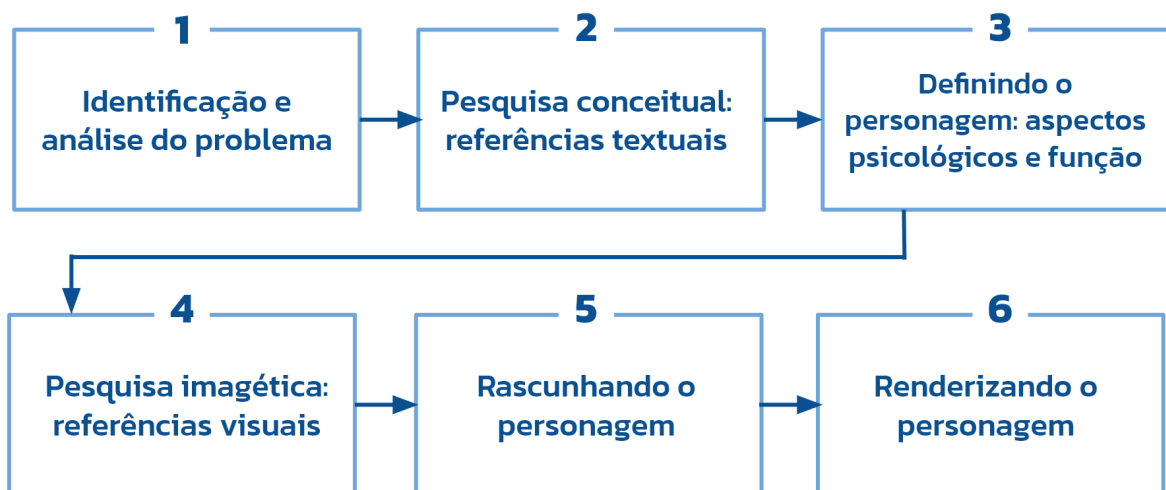 1
Identificação e
análise do problema
2
Pesquisa conceitual:
referências textuais
3
Definindo o
personagem: aspectos
psicológicos e função
4
Pesquisa imagética:
referências visuais
5
Rascunhando o
personagem
6
Renderizando o
personagem